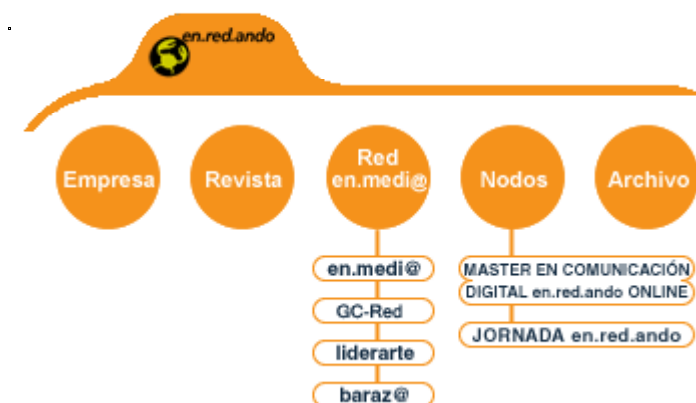 en.red.ando
Empresa
Revista
Red
en.medi@
Nodos
Archivo
en.medi@
GC-Red
liderarte
baraz@
MASTER EN COMUNICACIÓN
DIGITAL en.red.ando ONLINE
JORNADA en.red.ando